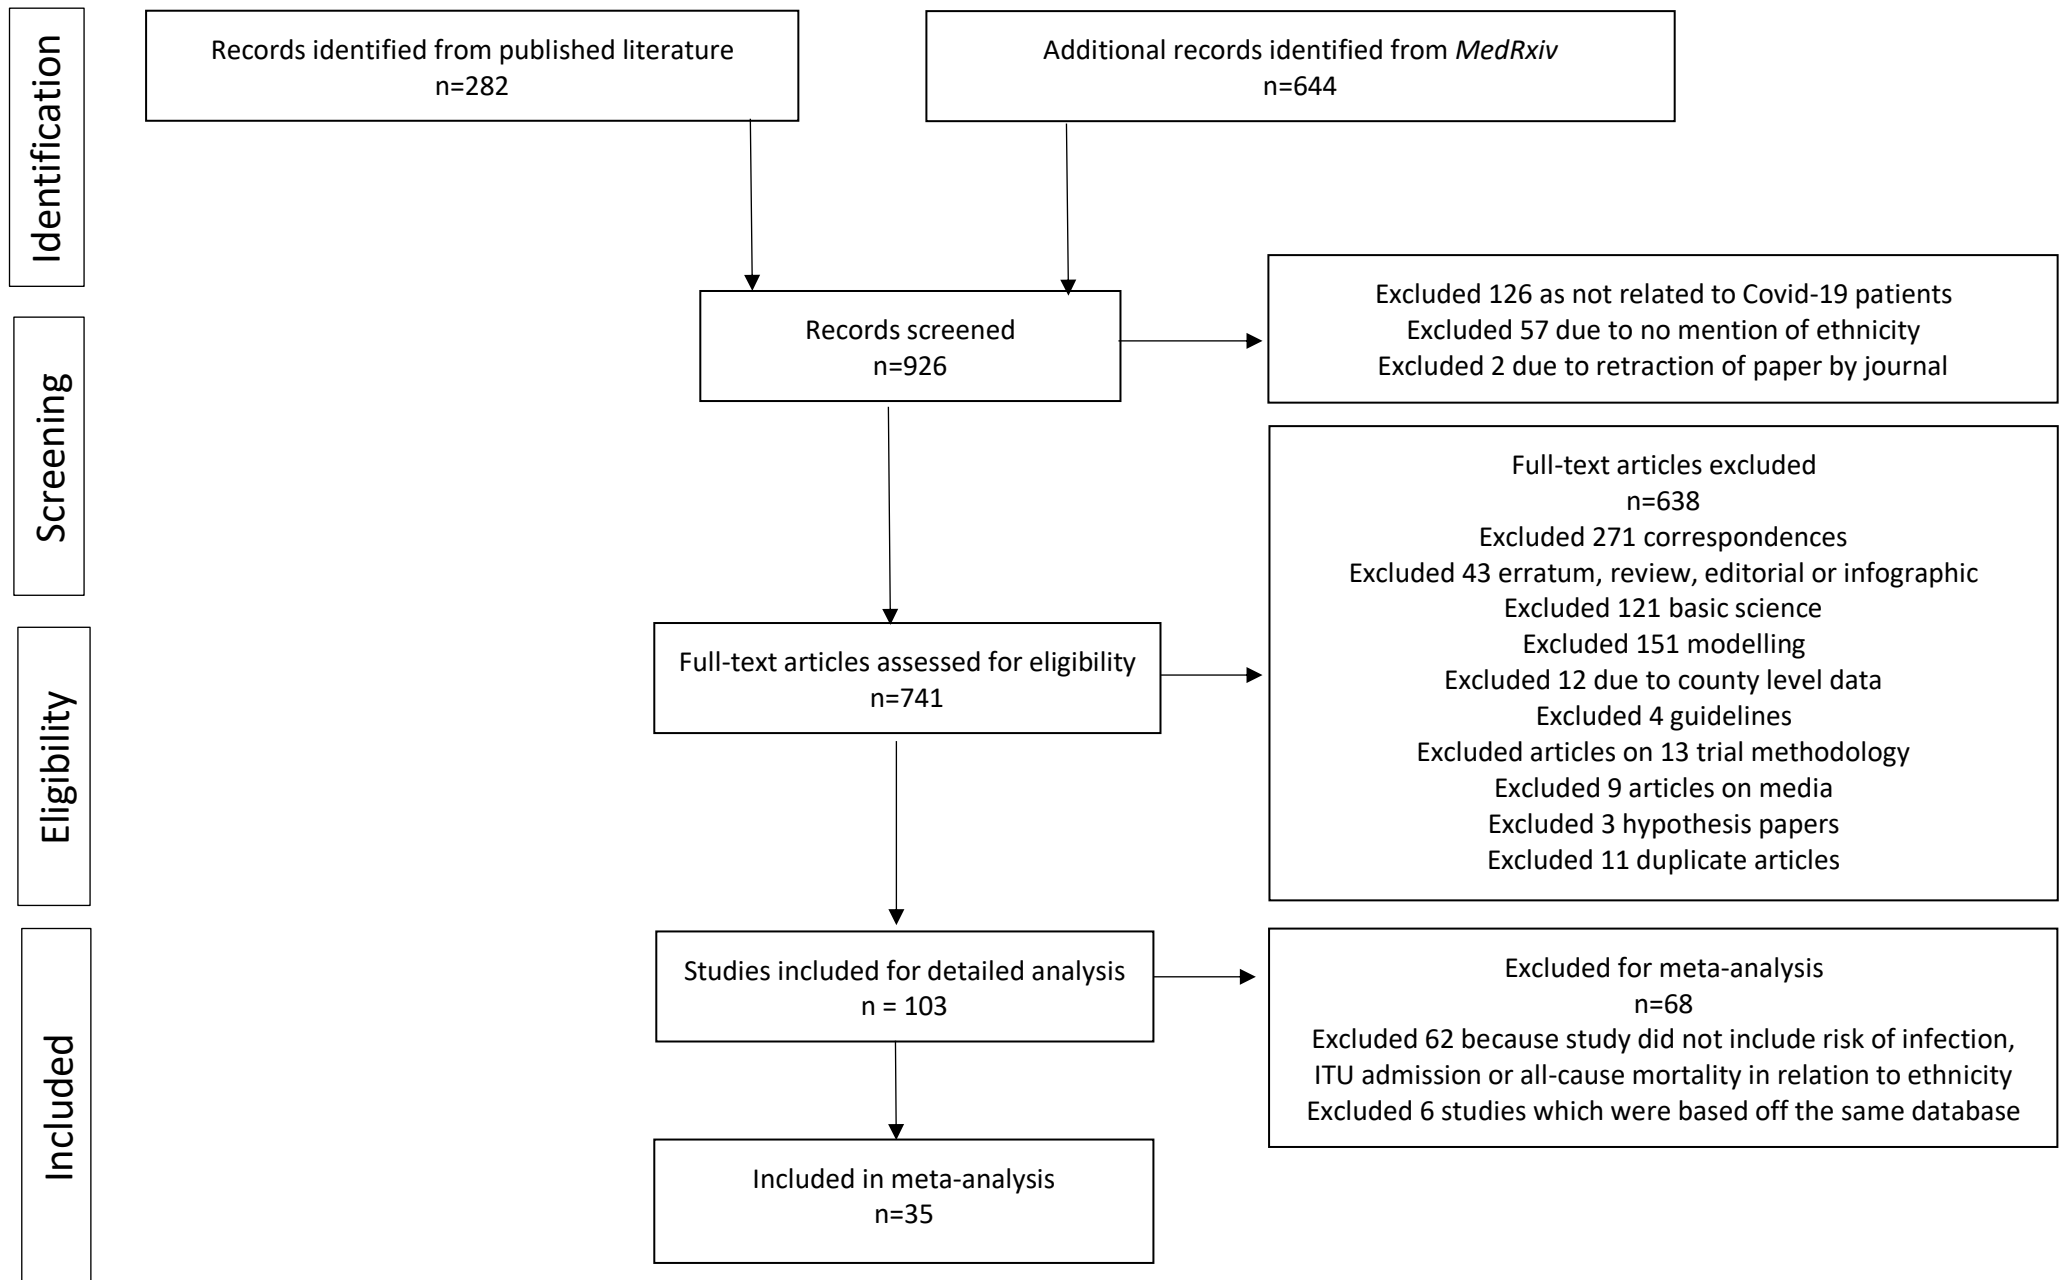 Identification
Records identified from published literature
n=282
Additional records identified from MedRxiv
n=644
Screening
Records screened
n=926
Excluded 126 as not related to Covid-19 patients
Excluded 57 due to no mention of ethnicity
Excluded 2 due to retraction of paper by journal
Eligibility
Full-text articles assessed for eligibility
n=741
Full-text articles excluded
n=638
Excluded 271 correspondences
Excluded 43 erratum, review, editorial or infographic
Excluded 121 basic science
Excluded 151 modelling
Excluded 12 due to county level data
Excluded 4 guidelines
Excluded articles on 13 trial methodology
Excluded 9 articles on media
Excluded 3 hypothesis papers
Excluded 11 duplicate articles
Included
Studies included for detailed analysis
n = 103
Excluded for meta-analysis
n=68
Excluded 62 because study did not include risk of infection,
ITU admission or all-cause mortality in relation to ethnicity
Excluded 6 studies which were based off the same database
Included in meta-analysis
n=35